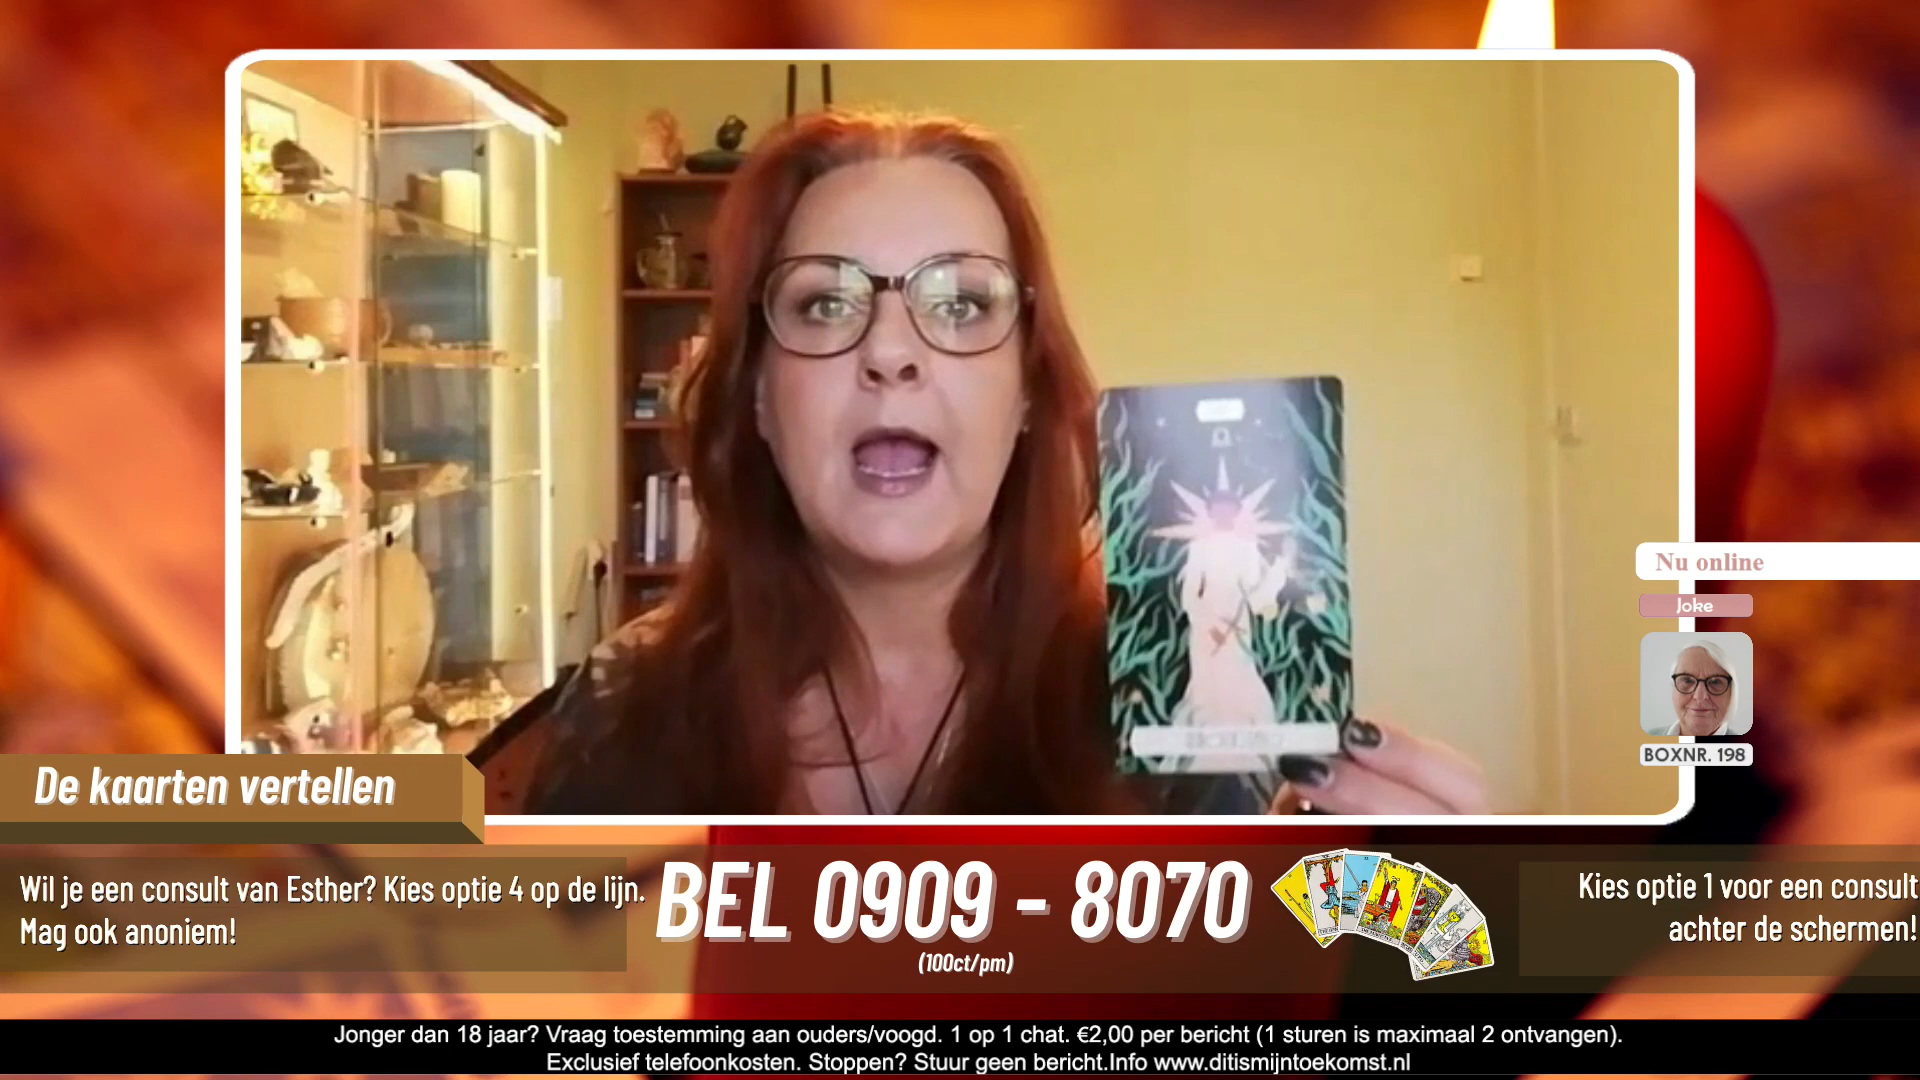 Nu online
Joke
BOXNR. 198
De kaarten vertellen
Wil je een consult van Esther? Kies optie 4 op de lijn.
Mag ook anoniem!
BEL 0909 - 8070
(100ct/pm)
Kies optie 1 voor een consult
achter de schermen!
Jonger dan 18 jaar? Vraag toestemming aan ouders/voogd. 1 op 1 chat. €2,00 per bericht (1 sturen is maximaal 2 ontvangen).
Exclusief telefoonkosten. Stoppen? Stuur geen bericht.Info www.ditismijntoekomst.nl